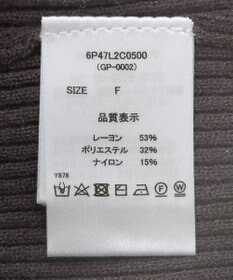 6P47L2C0500
(GP-0002)
SIZE F
品質表示
レーヨン 53%
ポリエステル 32%
ナイロン 15%
Y878